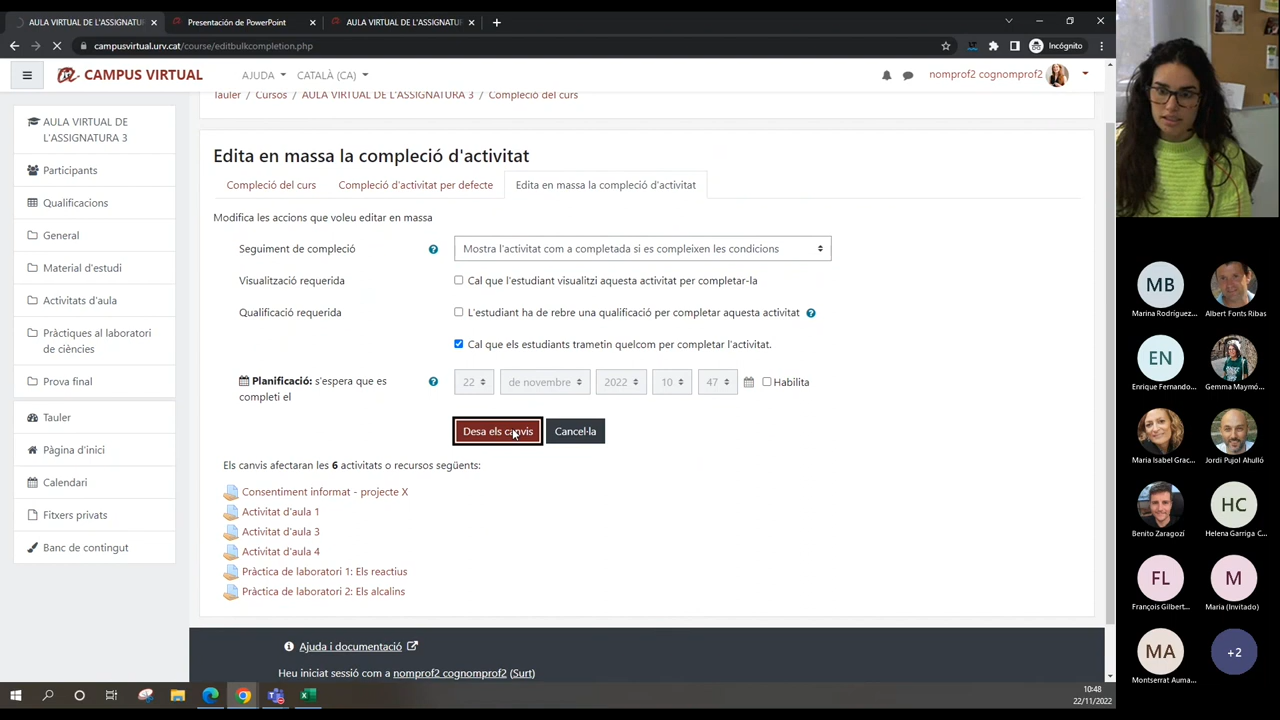 AULA VIRTUAL DE L'ASSIGNATUR
Presentación de PowerPoint
AULA VIRTUAL DE L'ASSIGNATUR
campusvirtual.urv.cat/course/editbulkcompletion.php
Incógnito
CAMPUS VIRTUAL
AJUDA
CATALÀ (CA)
nomprof2 cognomprof2
Tauler / Cursos / AULA VIRTUAL DE L'ASSIGNATURA 3 / Compleció del curs
AULA VIRTUAL DE
L'ASSIGNATURA 3
Participants
Qualificacions
General
Material d'estudi
Activitats d'aula
Pràctiques al laboratori
de ciències
Prova final
Tauler
Pàgina d'inici
Calendari
Fitxers privats
Banc de contingut
Edita en massa la compleció d'activitat
Compleció del curs
Compleció d'activitat per defecte
Edita en massa la compleció d'activitat
Modifica les accions que voleu editar en massa
Seguiment de compleció
Mostra l'activitat com a completada si es compleixen les condicions
Visualització requerida
Cal que l'estudiant visualitzi aquesta activitat per completar-la
Qualificació requerida
L'estudiant ha de rebre una qualificació per completar aquesta activitat
Cal que els estudiants trametin quelcom per completar l'activitat.
Planificació: s'espera que es
completi el
22 de novembre 2022 10 47 Habilita
Desa els canvis
Cancel·la
Els canvis afectaran les 6 activitats o recursos següents:
Consentiment informat - projecte X
Activitat d'aula 1
Activitat d'aula 3
Activitat d'aula 4
Pràctica de laboratori 1: Els reactius
Pràctica de laboratori 2: Els alcalins
Ajuda i documentació
Heu iniciat sessió com a nomprof2 cognomprof2 (Surt)
10:48
22/11/2022
MB
Marina Rodríguez...
Albert Fonts Ribas
EN
Enrique Fernando...
Gemma Maymó...
María Isabel Grac...
Jordi Pujol Ahulló
Benito Zaragozí
HC
Helena Garriga C...
FL
François Gilbert...
M
Maria (Invitado)
MA
Montserrat Auma...
+2